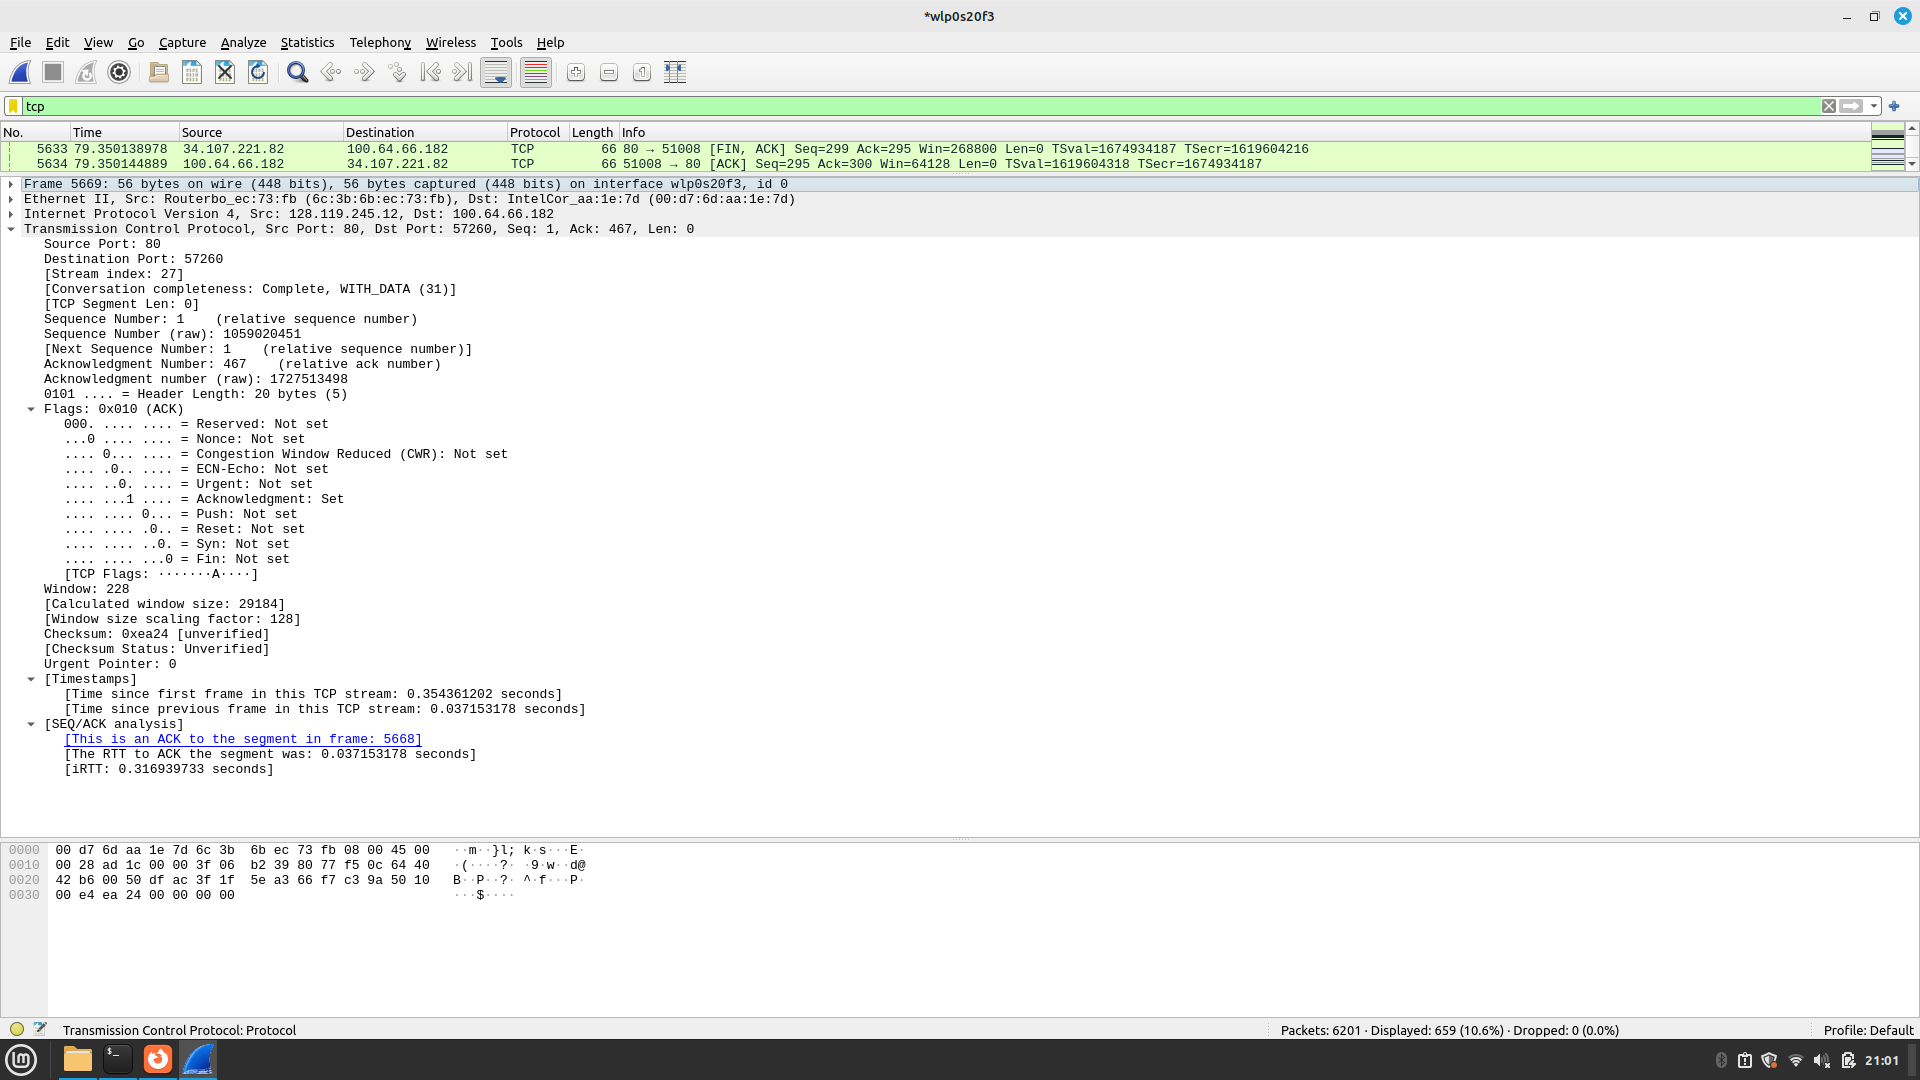 *wlp0s20f3
File Edit View Go Capture Analyze Statistics Telephony Wireless Tools Help
tcp
No. Time Source Destination Protocol Length Info
5633 79.350138978 34.107.221.82 100.64.66.182 TCP 66 80 → 51008 [FIN, ACK] Seq=299 Ack=295 Win=268800 Len=0 TSval=1674934187 TSecr=1619604216
5634 79.350144889 100.64.66.182 34.107.221.82 TCP 66 51008 → 80 [ACK] Seq=295 Ack=300 Win=64128 Len=0 TSval=1619604318 TSecr=1674934187
Frame 5669: 56 bytes on wire (448 bits), 56 bytes captured (448 bits) on interface wlp0s20f3, id 0
Ethernet II, Src: Routerbo_ec:73:fb (6c:3b:6b:ec:73:fb), Dst: IntelCor_aa:1e:7d (00:d7:6d:aa:1e:7d)
Internet Protocol Version 4, Src: 128.119.245.12, Dst: 100.64.66.182
Transmission Control Protocol, Src Port: 80, Dst Port: 57260, Seq: 1, Ack: 467, Len: 0
Source Port: 80
Destination Port: 57260
[Stream index: 27]
[Conversation completeness: Complete, WITH_DATA (31)]
[TCP Segment Len: 0]
Sequence Number: 1    (relative sequence number)
Sequence Number (raw): 1059020451
[Next Sequence Number: 1    (relative sequence number)]
Acknowledgment Number: 467    (relative ack number)
Acknowledgment number (raw): 1727513498
0101 .... = Header Length: 20 bytes (5)
Flags: 0x010 (ACK)
000. .... .... = Reserved: Not set
...0 .... .... = Nonce: Not set
.... 0... .... = Congestion Window Reduced (CWR): Not set
.... .0.. .... = ECN-Echo: Not set
.... ..0. .... = Urgent: Not set
.... ...1 .... = Acknowledgment: Set
.... .... 0... = Push: Not set
.... .... .0.. = Reset: Not set
.... .... ..0. = Syn: Not set
.... .... ...0 = Fin: Not set
[TCP Flags: ·······A····]
Window: 228
[Calculated window size: 29184]
[Window size scaling factor: 128]
Checksum: 0xea24 [unverified]
[Checksum Status: Unverified]
Urgent Pointer: 0
[Timestamps]
[Time since first frame in this TCP stream: 0.354361202 seconds]
[Time since previous frame in this TCP stream: 0.037153178 seconds]
[SEQ/ACK analysis]
[This is an ACK to the segment in frame: 5668]
[The RTT to ACK the segment was: 0.037153178 seconds]
[iRTT: 0.316939733 seconds]
0000 00 d7 6d aa 1e 7d 6c 3b 6b ec 73 fb 08 00 45 00 ··m··}l; k·s···E·
0010 00 28 ad 1c 00 00 3f 06 b2 39 80 77 f5 0c 64 40 ·(····?· ·9·w··d@
0020 42 b6 00 50 df ac 3f 1f 5e a3 66 f7 c3 9a 50 10 B··P··?· ^·f···P·
0030 00 e4 ea 24 00 00 00 00 ···$····
Transmission Control Protocol: Protocol
Packets: 6201 · Displayed: 659 (10.6%) · Dropped: 0 (0.0%)
Profile: Default
21:01